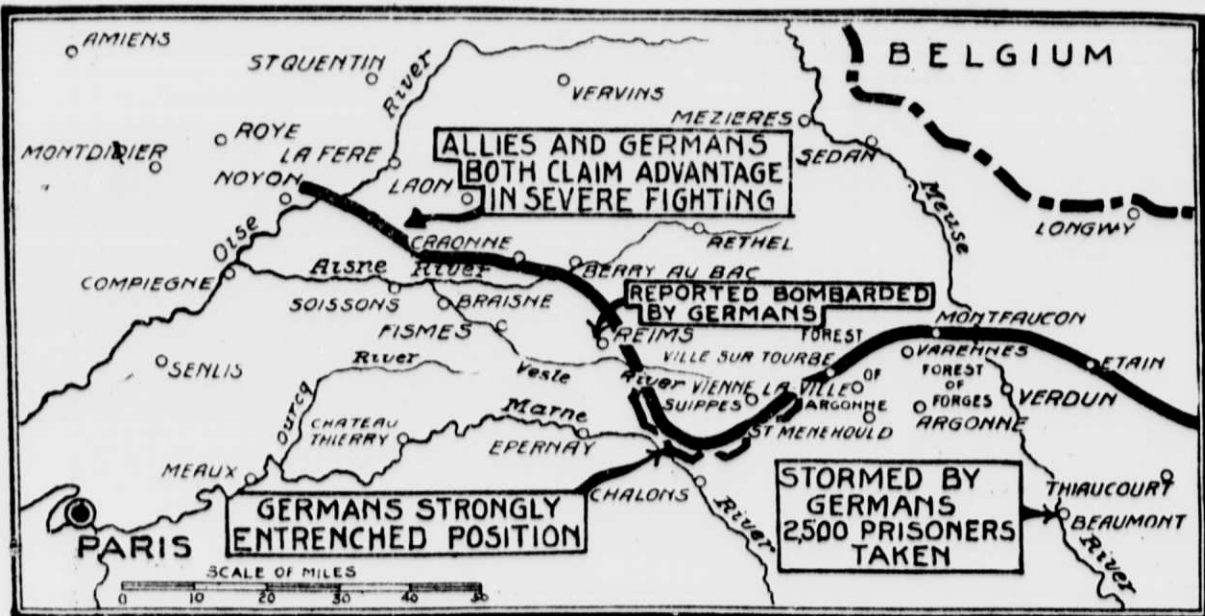 AMIENS
BELGIUM
ST QUENTIN
River
VERVINS
MEZIERES
ROYE
MONTDIDIER
LA FERE
ALLIES AND GERMANS
BOTH CLAIM ADVANTAGE
IN SEVERE FIGHTING
SEDAN
NOYON
LAON
Meuse
LONGWY
Oise
CRAONNE
RETHEL
COMPIEGNE
Aisne River
BERRY AU BAC
SOISSONS
BRAISNE
REPORTED BOMBARDED
BY GERMANS
FISMES
REIMS
FOREST
MONTFAUCON
SENLIS
River
Vesle
River
VILLE SUR TOURBE
VARENNES
ETAIN
VIENNE LA VILLE
OF
FOREST
OF
FORGES
Ourcq
Marne
SUIPPES
ARGONNE
ARGONNE
VERDUN
CHATEAU
THIERRY
EPERNAY
ST MENEHOULD
MEAUX
CHALONS
GERMANS STRONGLY
ENTRENCHED POSITION
River
STORMED BY
GERMANS
2,500 PRISONERS
TAKEN
THIAUCOURT
BEAUMONT
River
PARIS
SCALE OF MILES
0 10 20 30 40 50